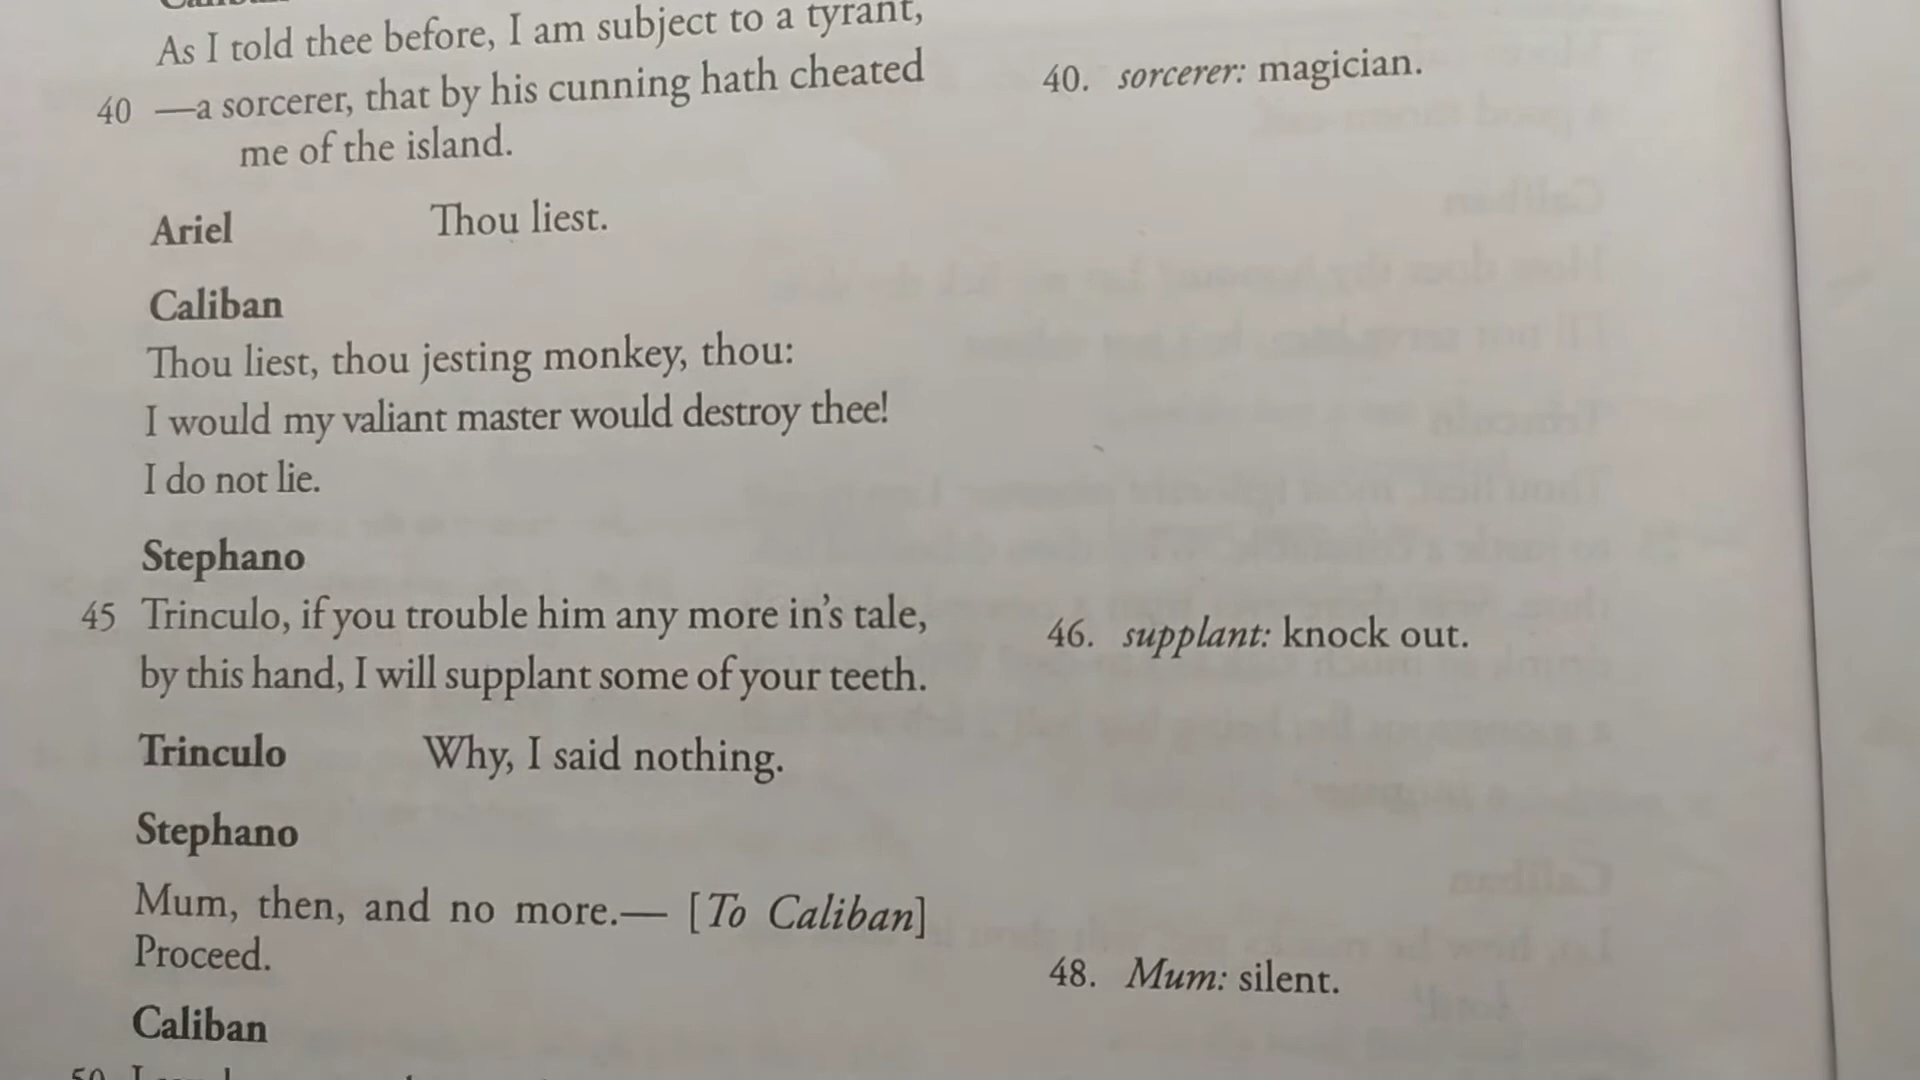 Caliban
As I told thee before, I am subject to a tyrant,
40 —a sorcerer, that by his cunning hath cheated
me of the island.
40. sorcerer: magician.
Ariel Thou liest.
Caliban
Thou liest, thou jesting monkey, thou:
I would my valiant master would destroy thee!
I do not lie.
Stephano
45 Trinculo, if you trouble him any more in's tale,
by this hand, I will supplant some of your teeth.
46. supplant: knock out.
Trinculo Why, I said nothing.
Stephano
Mum, then, and no more.— [To Caliban]
Proceed.
48. Mum: silent.
Caliban
50 I